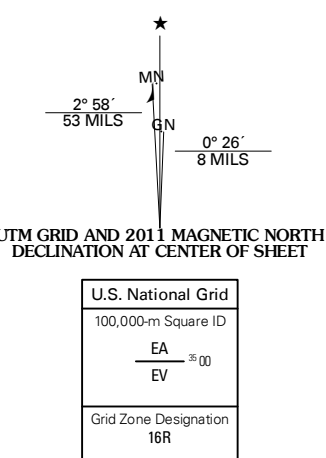 ★
MN
2° 58´
53 MILS
GN
0° 26´
8 MILS
UTM GRID AND 2011 MAGNETIC NORTH
DECLINATION AT CENTER OF SHEET
U.S. National Grid
100,000-m Square ID
EA
35 00
EV
Grid Zone Designation
16R